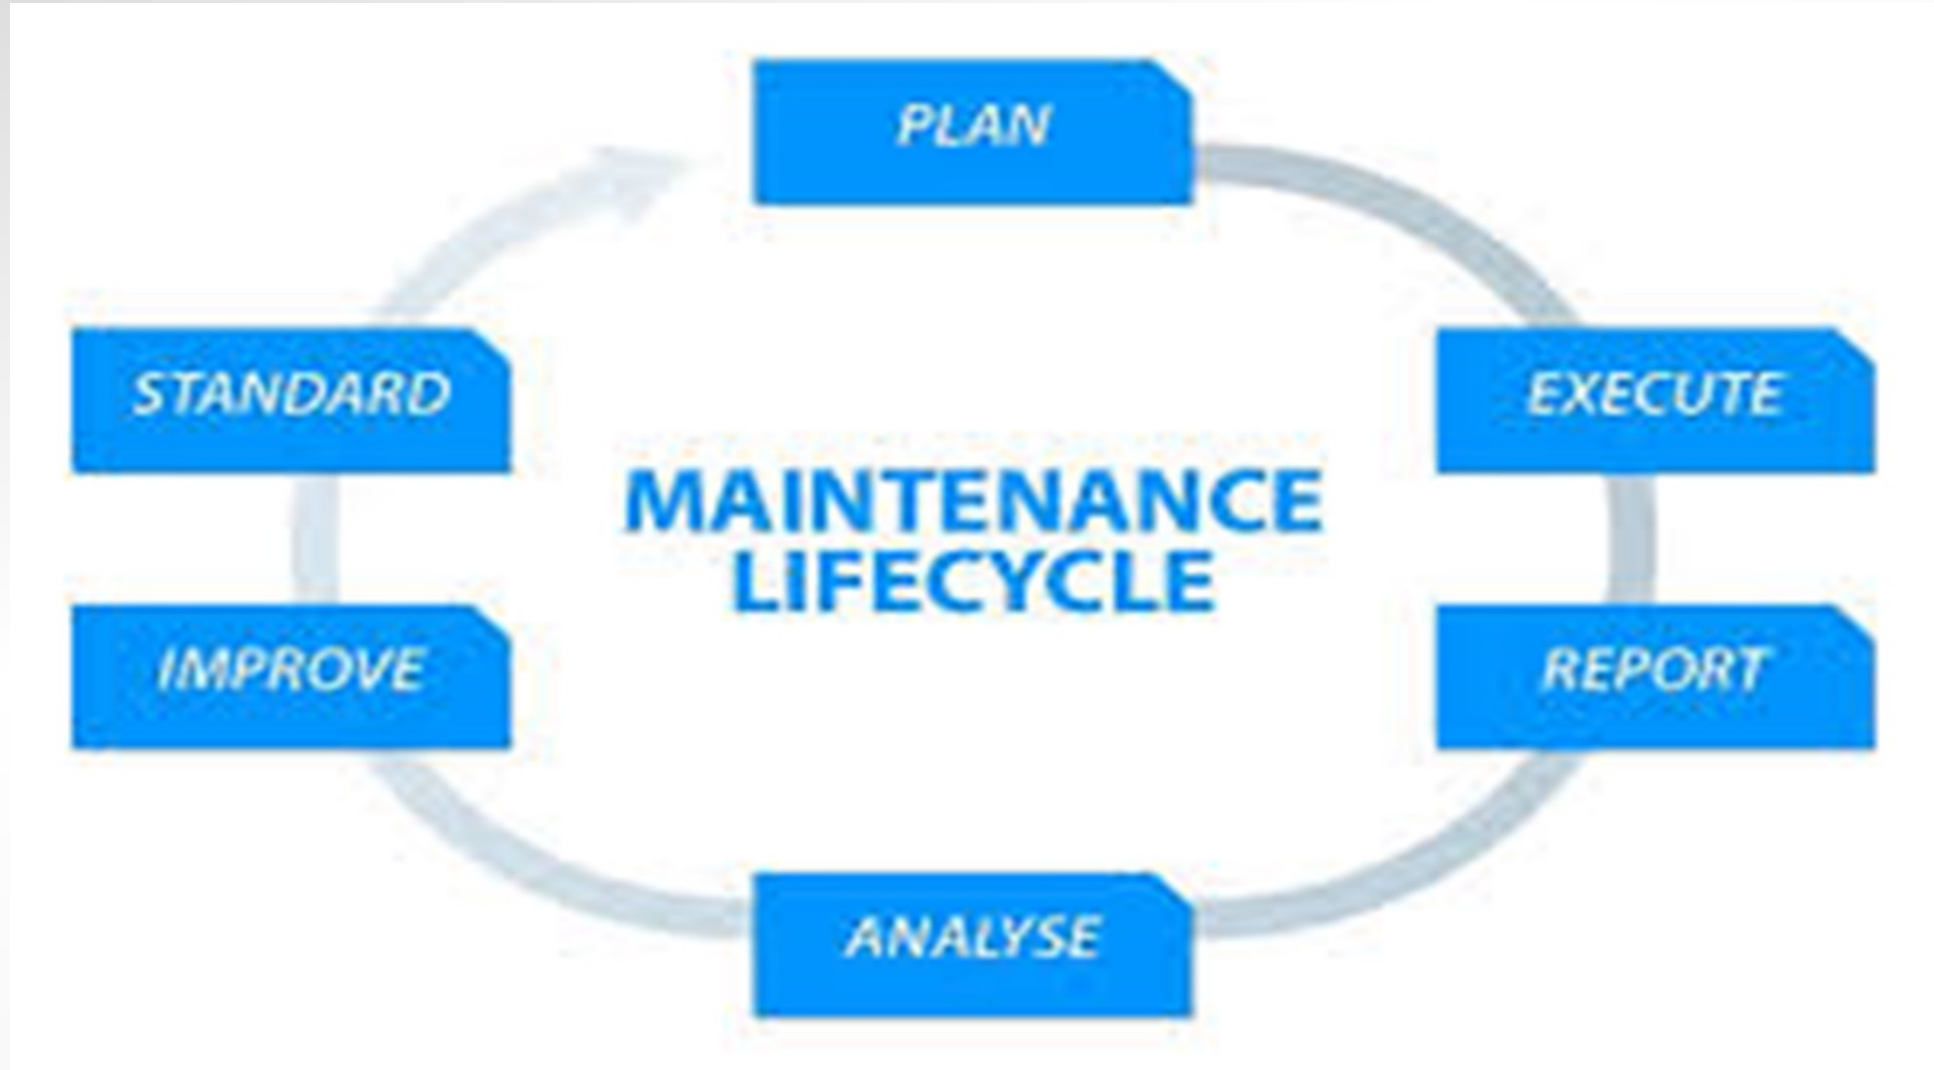 PLAN
STANDARD
EXECUTE
MAINTENANCE
LIFECYCLE
IMPROVE
REPORT
ANALYSE